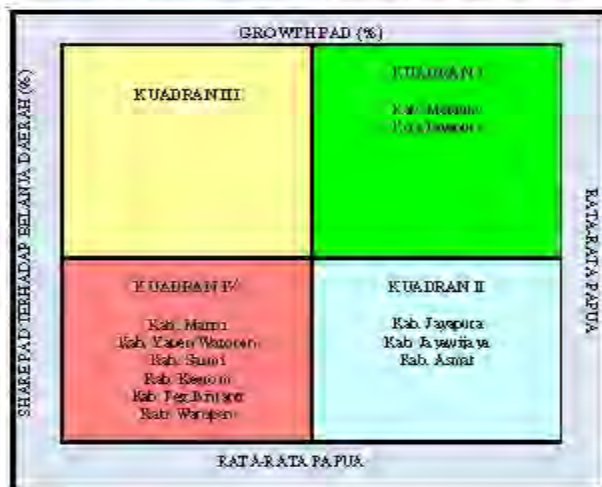 GROWTH PAD (%)
SHARE PAD TERHADAP BELANJA DAERAH (%)
KUADRAN III
KUADRAN I
Kab. 
Kota Jayapura
RATA-RATA PAPUA
KUADRAN IV
Kab. 
Kab. Yapen Waropen
Kab. Sarmi
Kab. Keerom
Kab. Peg. Bintang
Kab. Waropen
KUADRAN II
Kab. Jayapura
Kab. Jayawijaya
Kab. Asmat
RATA-RATA PAPUA